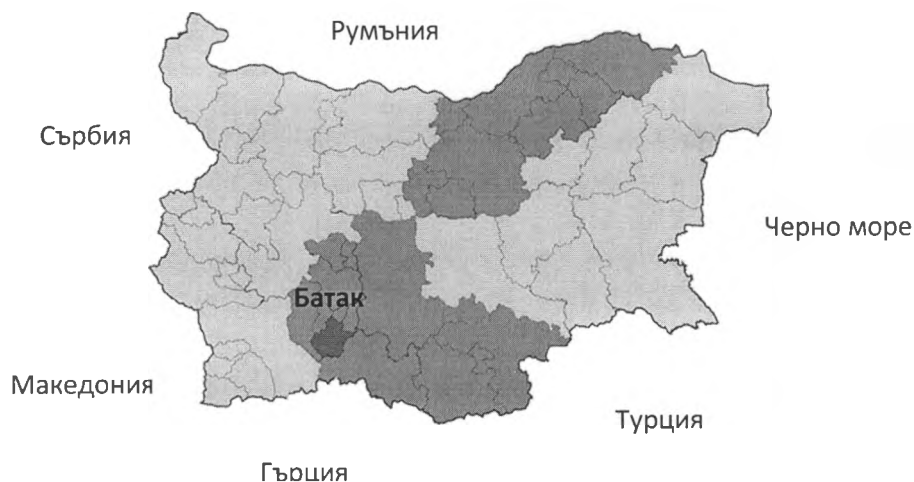 Румъния
Сърбия
Черно море
Батак
Македония
Турция
Гърция